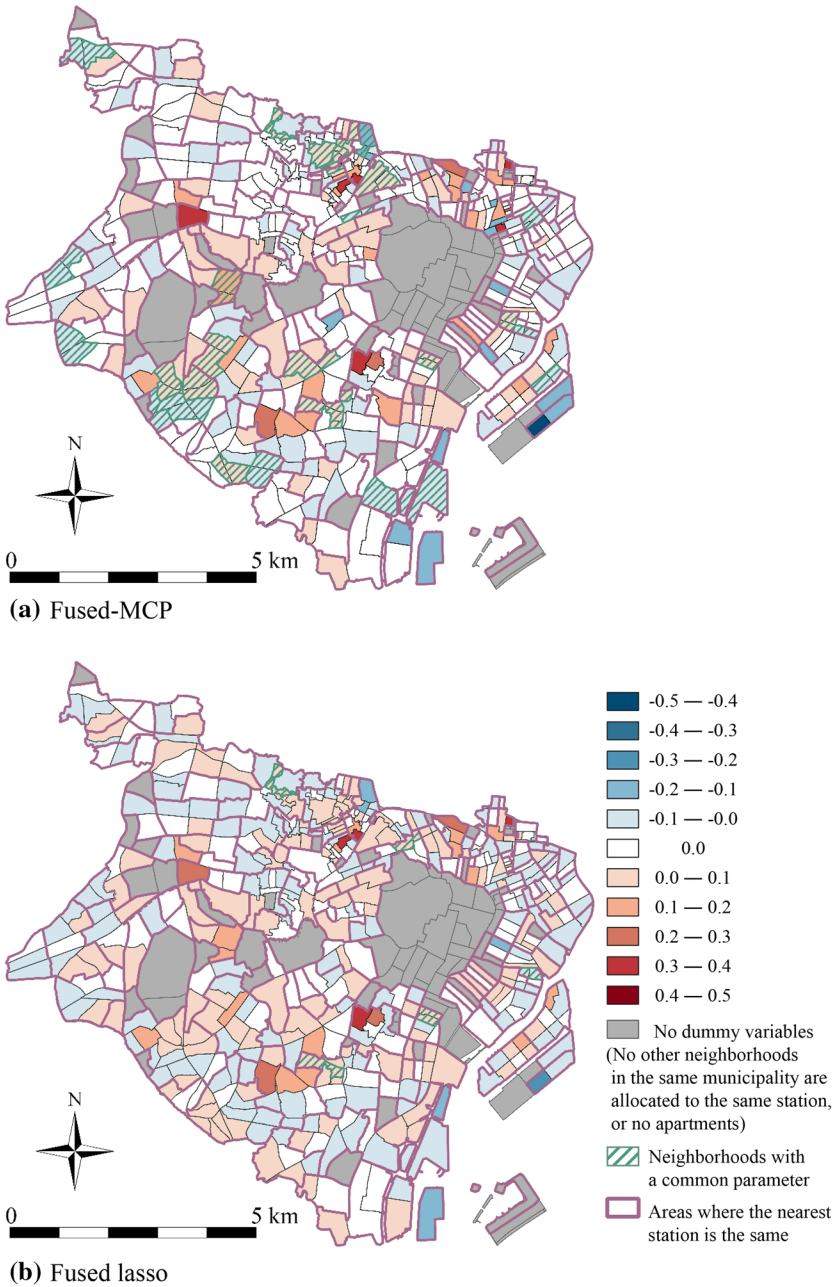 N
0 5 km
(a) Fused-MCP
-0.5 — -0.4
-0.4 — -0.3
-0.3 — -0.2
-0.2 — -0.1
-0.1 — -0.0
0.0
0.0 — 0.1
0.1 — 0.2
0.2 — 0.3
0.3 — 0.4
0.4 — 0.5
No dummy variables
(No other neighborhoods
in the same municipality are
allocated to the same station,
or no apartments)
Neighborhoods with
a common parameter
Areas where the nearest
station is the same
N
0 5 km
(b) Fused lasso